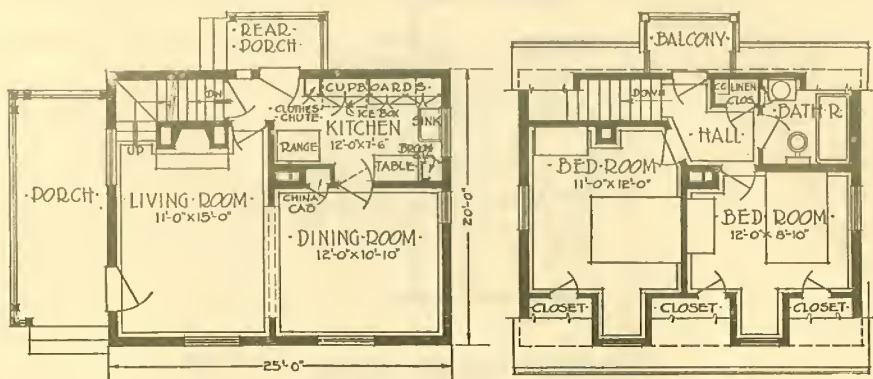 ·REAR·
·PORCH·
DN
UP
CLOTHES
CHUTE
CUPBOARDS
ICE BOX
KITCHEN
12'-0"x7'-6"
SINK
RANGE
BROOM
TABLE
·PORCH·
LIVING·ROOM
11'-0"x15'-0"
CHINA
CAB
·DINING·ROOM·
12'-0"x10'-10"
20'-0"
25'-0"
·BALCONY·
DOWN
C.C.
LINEN
CLOS.
BATH·R.
HALL
BED·ROOM·
11'-0"x12'-0"
BED·ROOM·
12'-0"x8'-10"
CLOSET
CLOSET
CLOSET